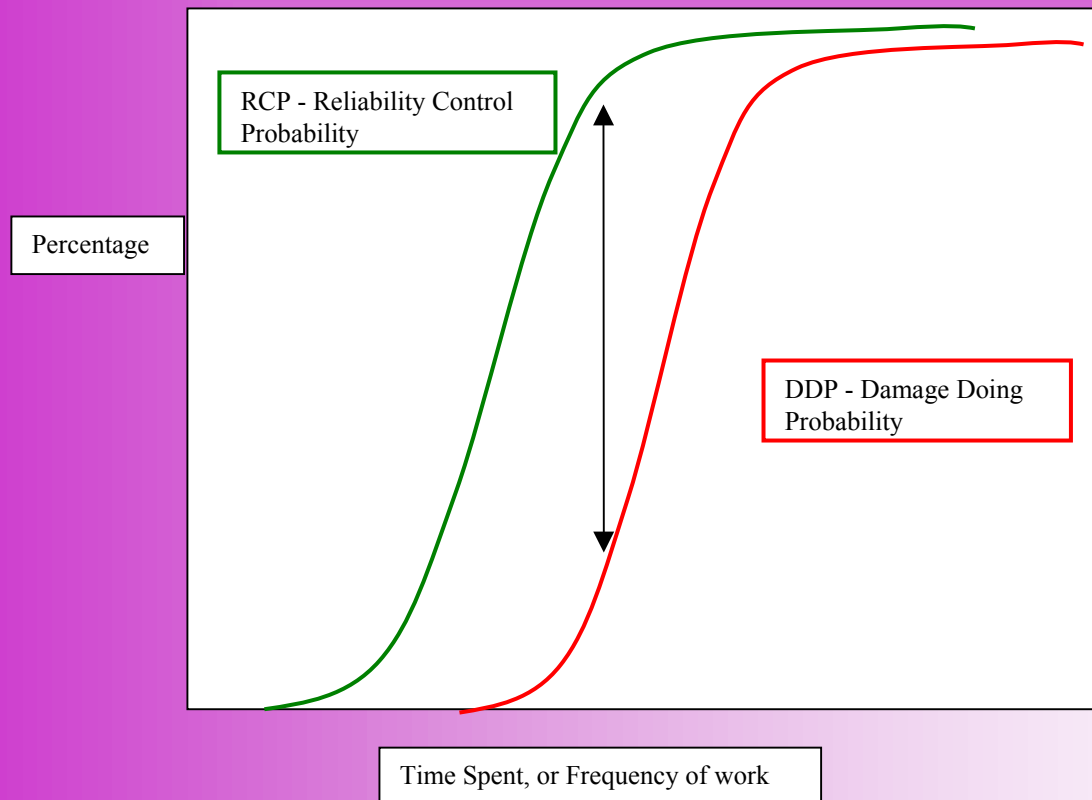 RCP - Reliability Control
Probability
Percentage
DDP - Damage Doing
Probability
Time Spent, or Frequency of work